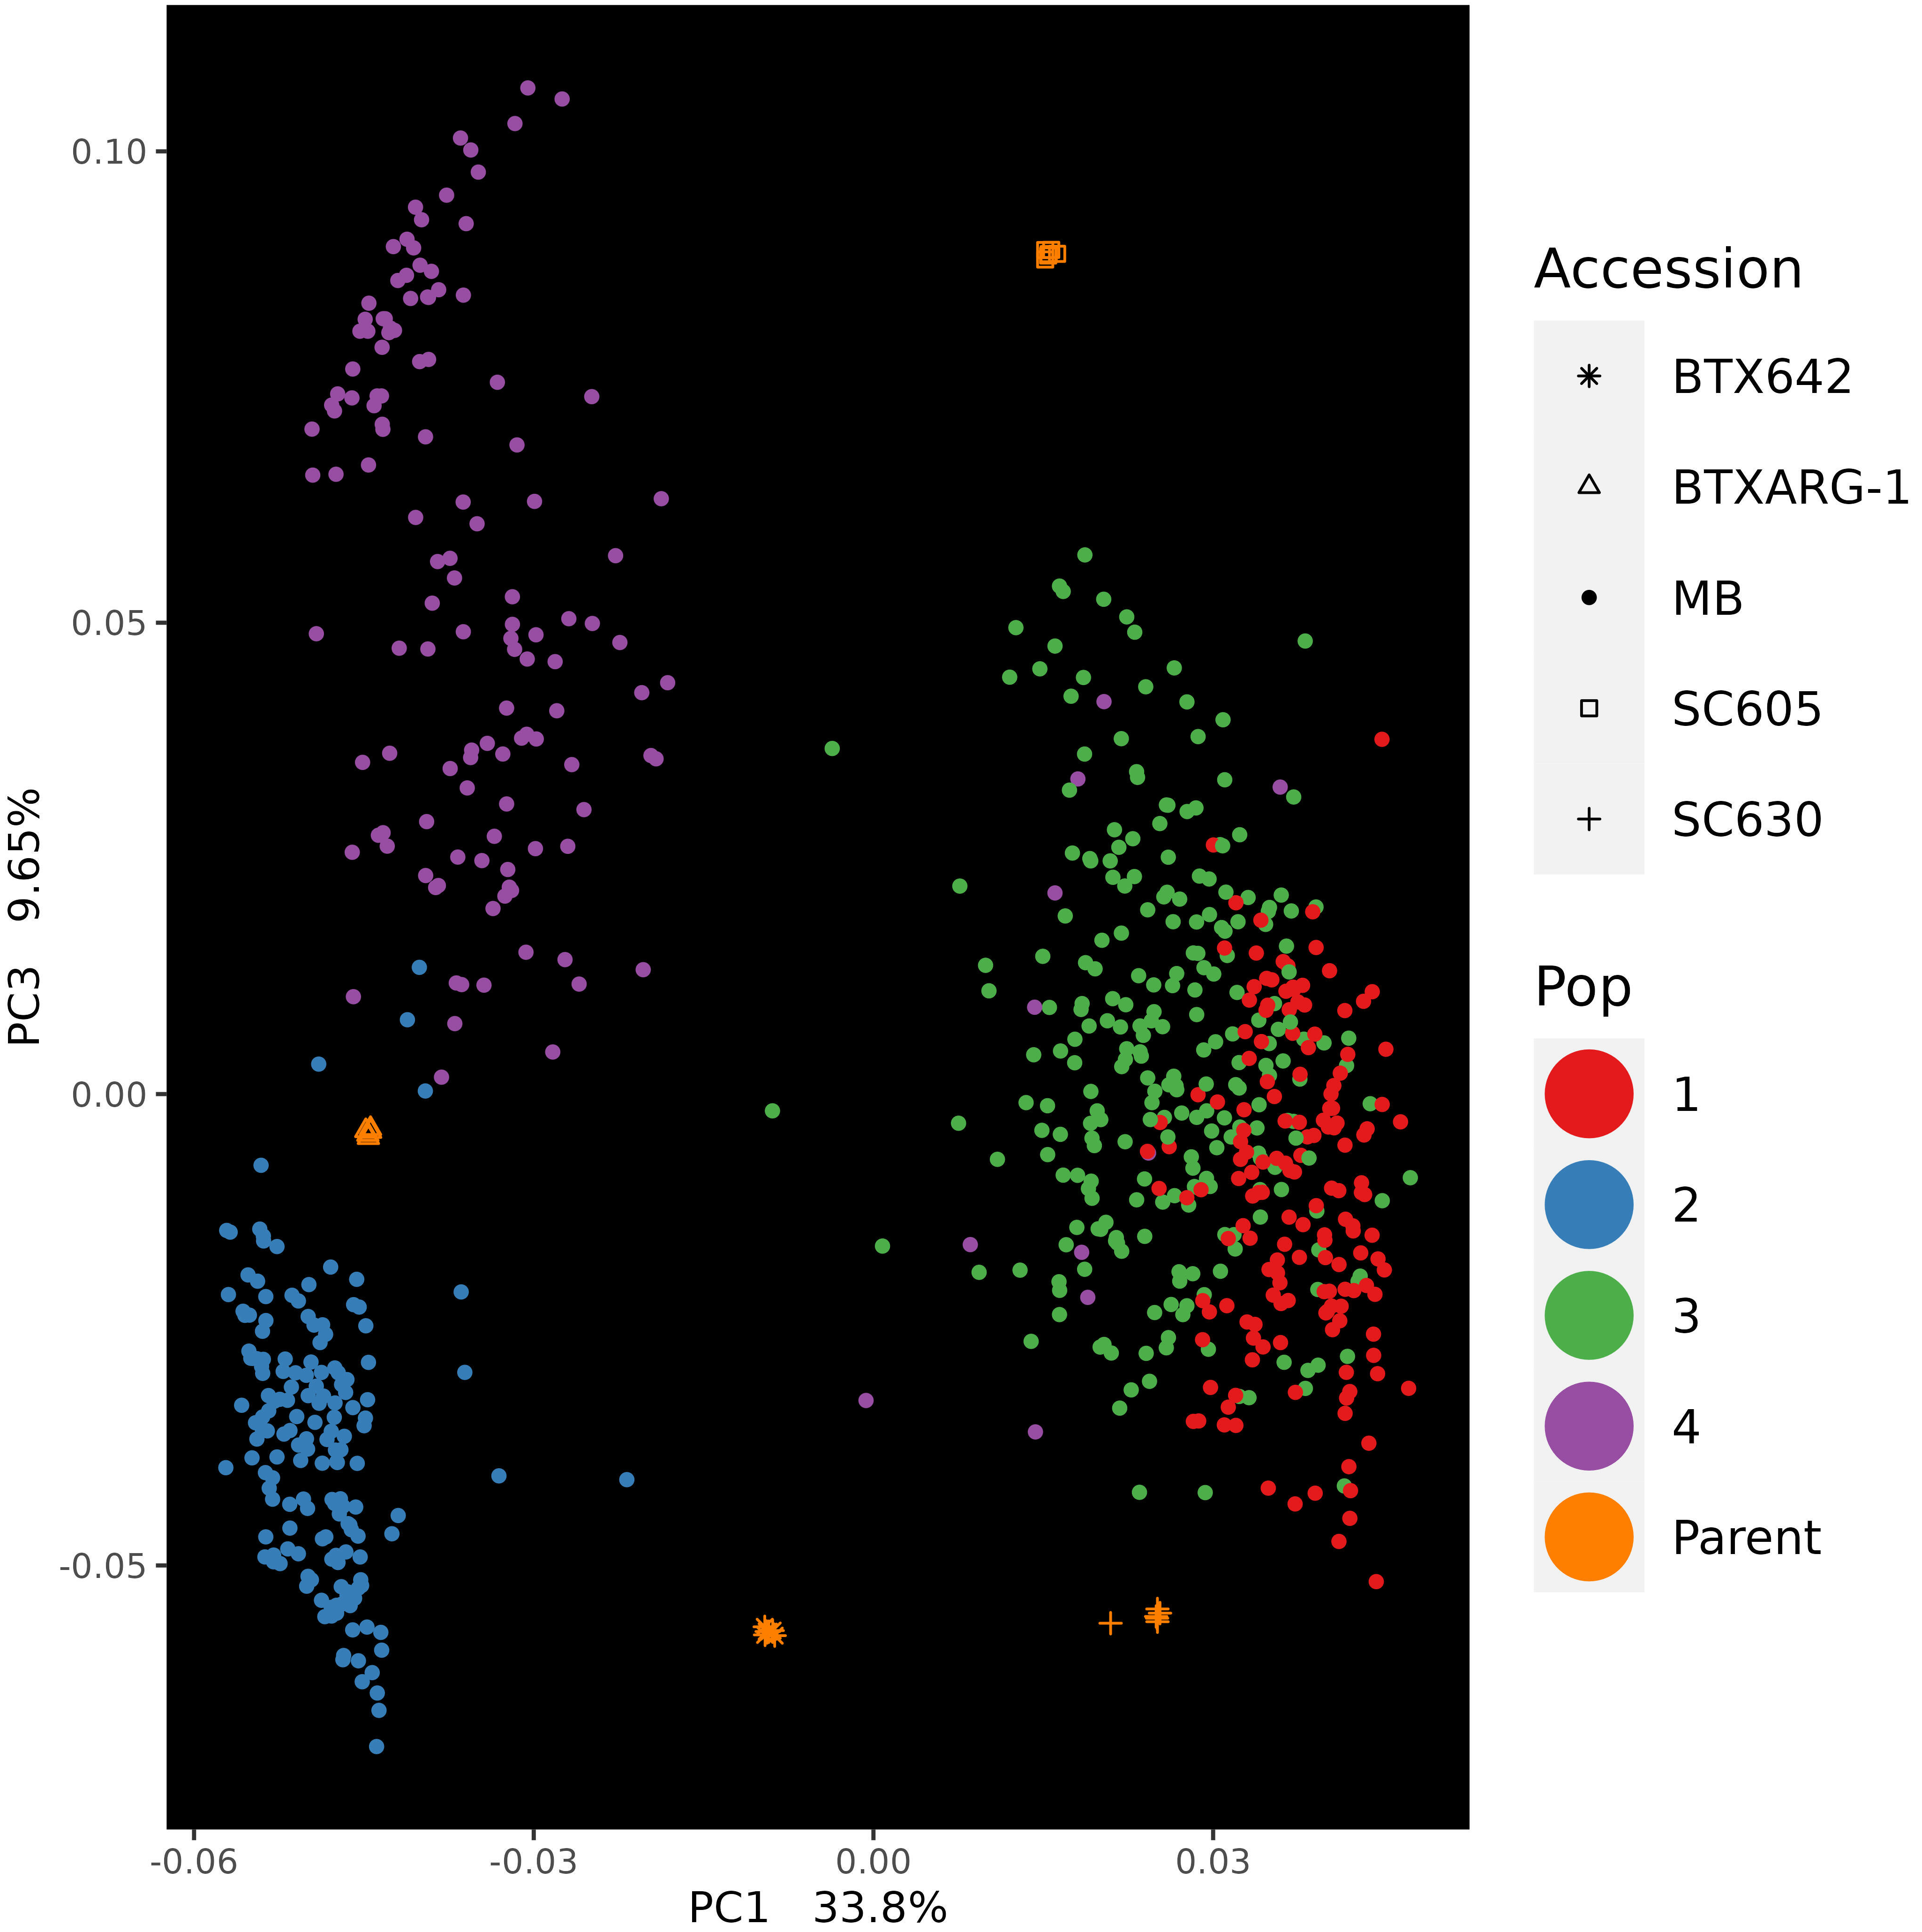 0.10
0.05
0.00
-0.05
PC3 9.65%
-0.06
-0.03
0.00
0.03
PC1 33.8%
Accession
BTX642
BTXARG-1
MB
SC605
SC630
Pop
1
2
3
4
Parent